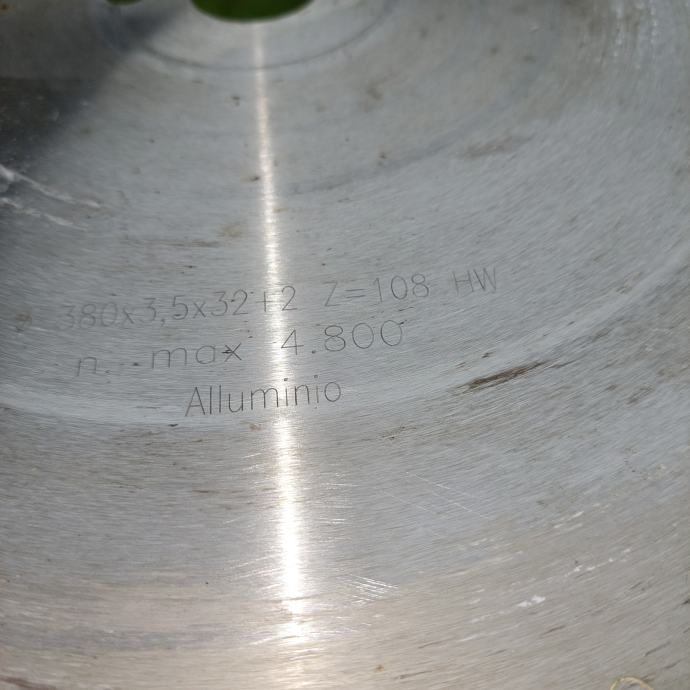 380x3,5x32+2 Z=108 HW
n. max 4.800
Alluminio